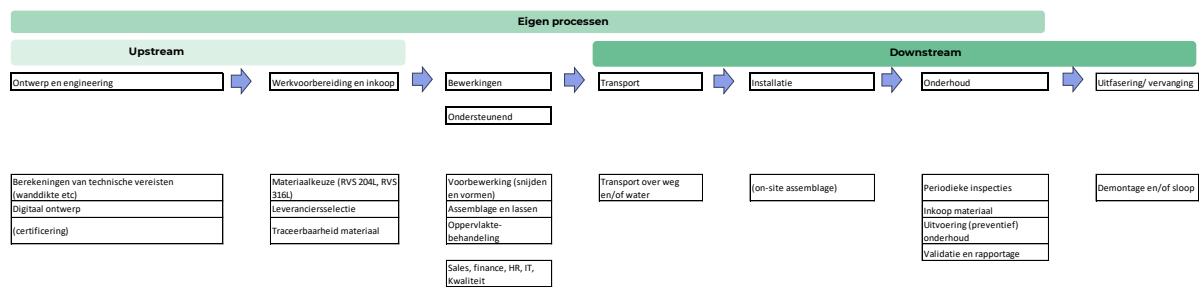 Eigen processen
Upstream
Downstream
Ontwerp en engineering
Werkvoorbereiding en inkoop
Bewerkingen
Transport
Installatie
Onderhoud
Uitfasering/ vervanging
Ondersteunend
Berekeningen van technische vereisten
(wanddikte etc)
Digitaal ontwerp
(certificering)
Materiaalkeuze (RVS 204L, RVS
316L)
Leveranciersselectie
Traceerbaarheid materiaal
Voorbewerking (snijden
en vormen)
Assemblage en lassen
Oppervlakte-
behandeling
Sales, finance, HR, IT,
Kwaliteit
Transport over weg
en/of water
(on-site assemblage)
Periodieke inspecties
Inkoop materiaal
Uitvoering (preventief)
onderhoud
Validatie en rapportage
Demontage en/of sloop